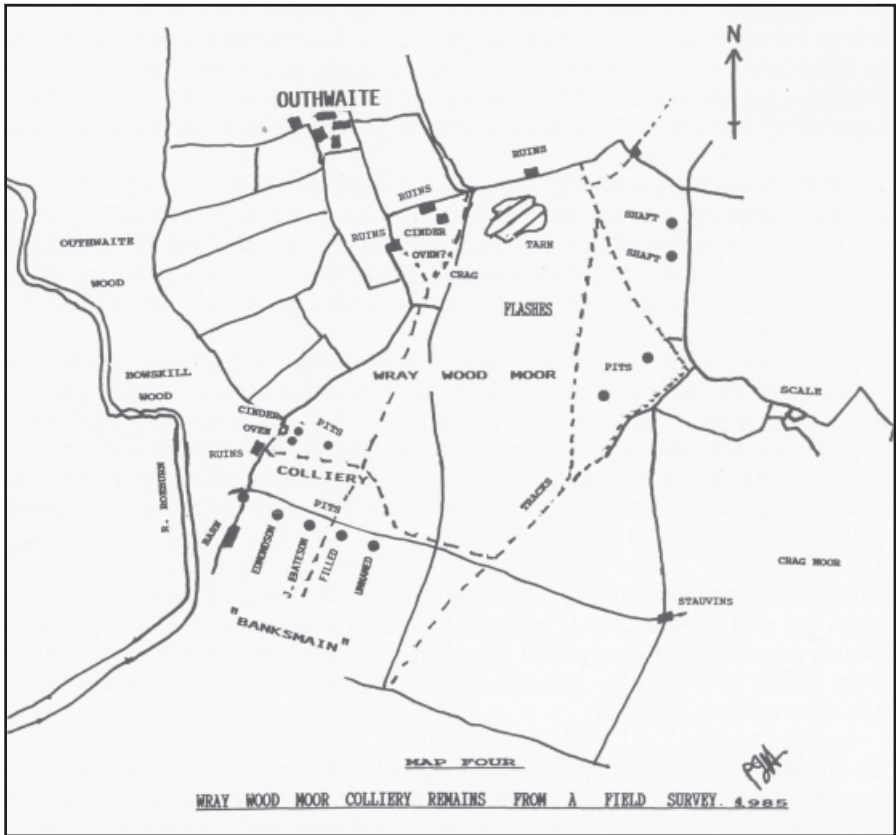 N
OUTHWAITE
RUINS
RUINS
CINDER
OVEN?
RUINS
CRAG
TARN
SHAFT
SHAFT
OUTHWAITE
WOOD
FLASHES
WRAY WOOD MOOR
PITS
BOWSKILL
WOOD
SCALE
CINDER
OVEN
PITS
RUINS
COLLIERY
R. ROEBURN
PITS
TRACKS
BARN
EDMONDSON
J. BATESON
FILLED
UNNAMED
CRAG MOOR
STAUVINS
"BANKSMAIN"
MAP FOUR
WRAY WOOD MOOR COLLIERY REMAINS FROM A FIELD SURVEY. 1985